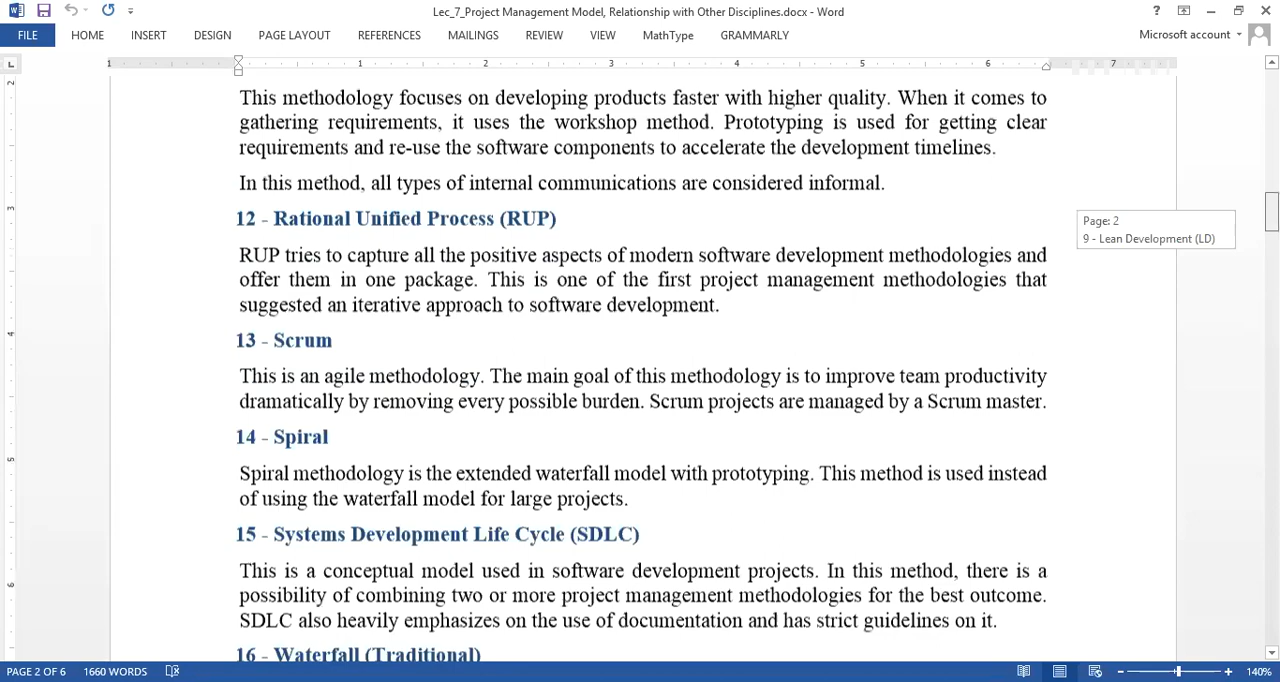 Lec_7_Project Management Model, Relationship with Other Disciplines.docx - Word
FILE HOME INSERT DESIGN PAGE LAYOUT REFERENCES MAILINGS REVIEW VIEW MathType GRAMMARLY Microsoft account
1 1 2 3 4 5 6 7
This methodology focuses on developing products faster with higher quality. When it comes to
gathering requirements, it uses the workshop method. Prototyping is used for getting clear
requirements and re-use the software components to accelerate the development timelines.
In this method, all types of internal communications are considered informal.
12 - Rational Unified Process (RUP)
Page: 2
9 - Lean Development (LD)
RUP tries to capture all the positive aspects of modern software development methodologies and
offer them in one package. This is one of the first project management methodologies that
suggested an iterative approach to software development.
13 - Scrum
This is an agile methodology. The main goal of this methodology is to improve team productivity
dramatically by removing every possible burden. Scrum projects are managed by a Scrum master.
14 - Spiral
Spiral methodology is the extended waterfall model with prototyping. This method is used instead
of using the waterfall model for large projects.
15 - Systems Development Life Cycle (SDLC)
This is a conceptual model used in software development projects. In this method, there is a
possibility of combining two or more project management methodologies for the best outcome.
SDLC also heavily emphasizes on the use of documentation and has strict guidelines on it.
16 - Waterfall (Traditional)
PAGE 2 OF 6 1660 WORDS 140%